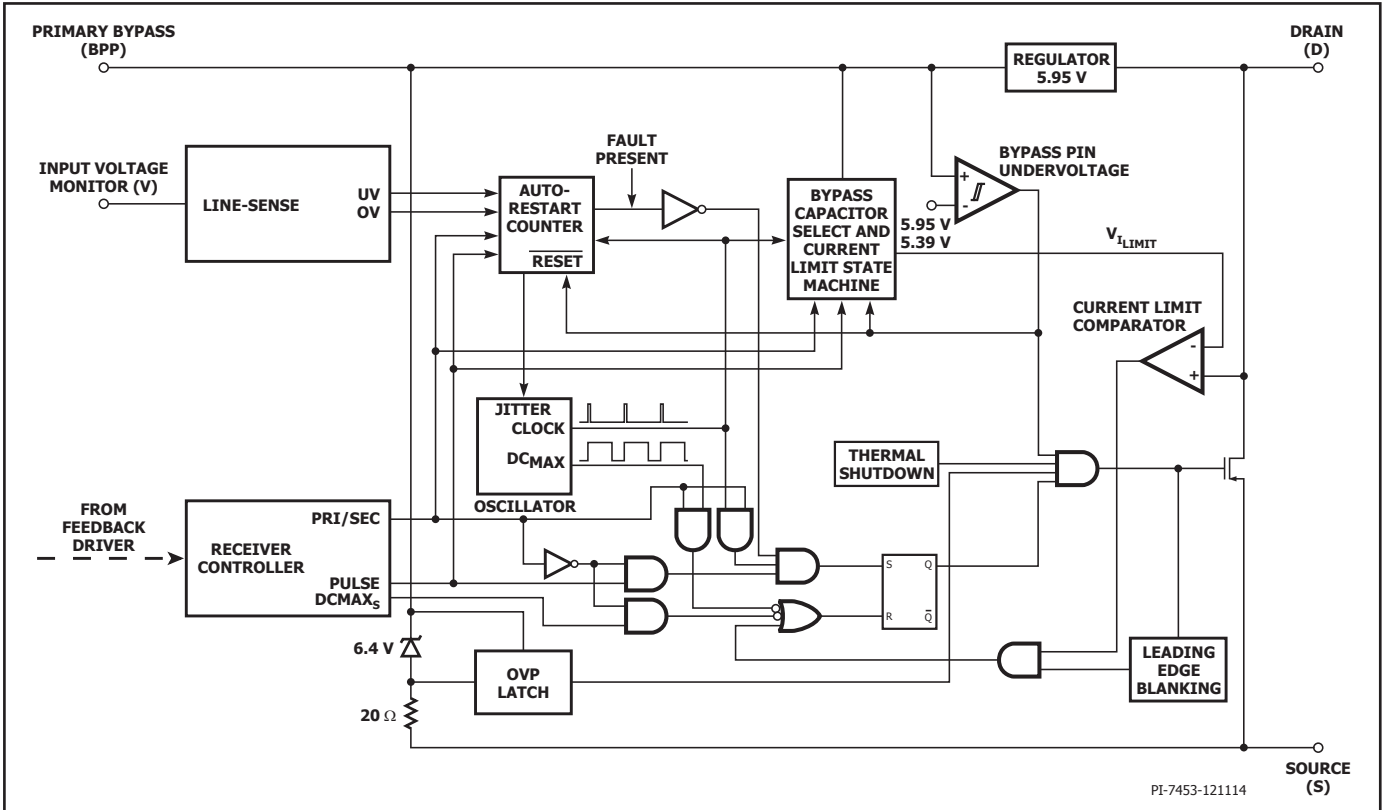 PRIMARY BYPASS
(BPP)
DRAIN
(D)
REGULATOR
5.95 V
INPUT VOLTAGE
MONITOR (V)
LINE-SENSE
UV
OV
AUTO-
RESTART
COUNTER
RESET
FAULT
PRESENT
BYPASS
CAPACITOR
SELECT AND
CURRENT
LIMIT STATE
MACHINE
+
-
5.95 V
5.39 V
BYPASS PIN
UNDERVOLTAGE
VILIMIT
CURRENT LIMIT
COMPARATOR
-
+
JITTER
CLOCK
DCMAX
OSCILLATOR
THERMAL
SHUTDOWN
FROM
FEEDBACK
DRIVER
RECEIVER
CONTROLLER
PRI/SEC
PULSE
DCMAXS
S
Q
R
Q̅
6.4 V
OVP
LATCH
20 Ω
LEADING
EDGE
BLANKING
SOURCE
(S)
PI-7453-121114